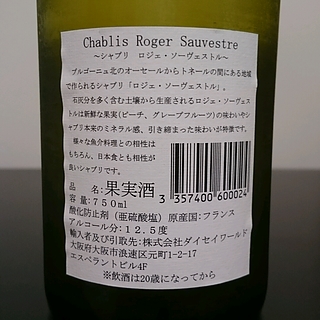 Chablis Roger Sauvestre
～シャブリ ロジェ・ソーヴェストル～
ブルゴーニュ北のオーセールからトネールの間にある地域
で作られるシャブリ「ロジェ・ソーヴェストル」。
石灰分を多く含む土壌から生産されるロジェ・ソーヴェス
トルは新鮮な果実(ピーチ、グレープフルーツ)の味わいやシ
ャブリ本来のミネラル感、引き締まった味わいが特徴です。
様々な魚介料理との相性は
もちろん、日本食とも相性が
良いシャブリです。
品名:果実酒
容量:750ml
3 357400 600024
酸化防止剤(亜硫酸塩)原産国:フランス
アルコール分:12.5度
輸入者及び引取先:株式会社ダイセイワールド
大阪府大阪市浪速区元町1-2-17
エスペラントビル4F
※飲酒は20歳になってから